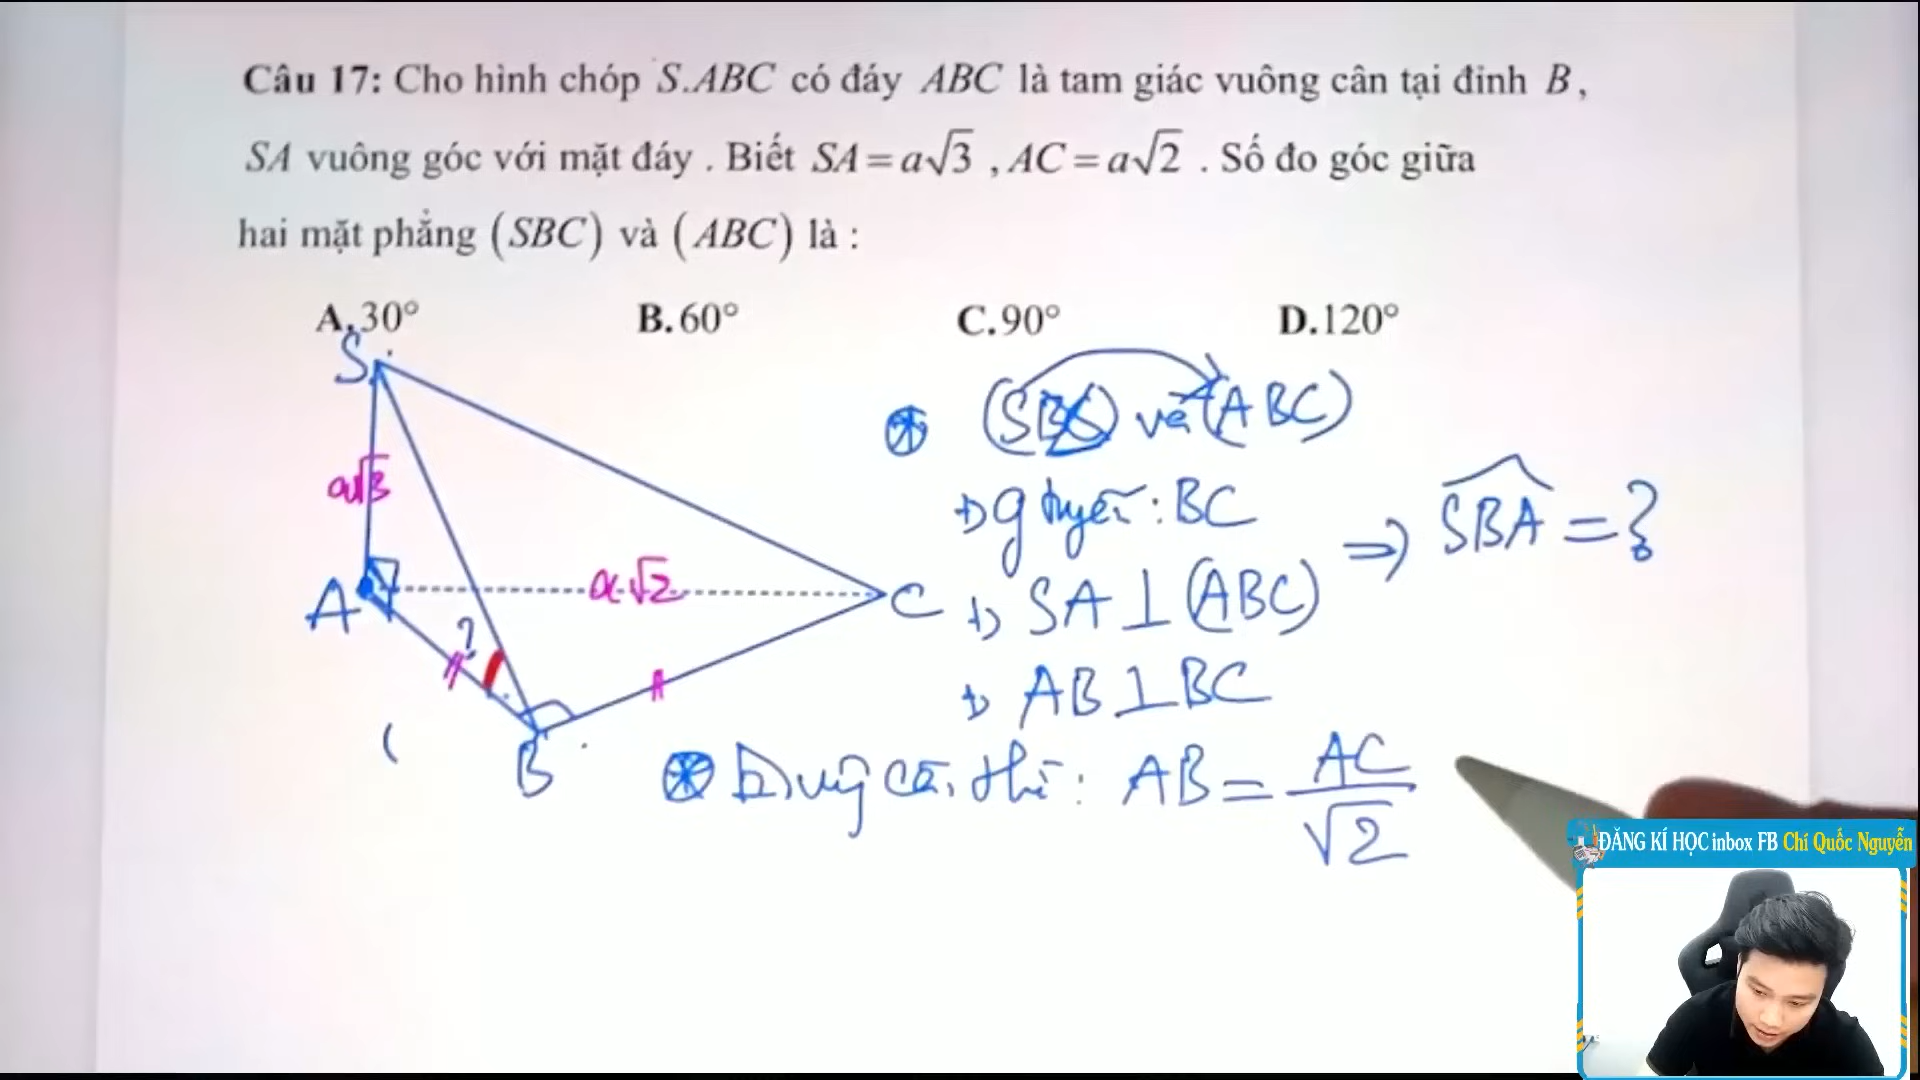 Câu 17: Cho hình chóp S.ABC có đáy ABC là tam giác vuông cân tại đỉnh B,
SA vuông góc với mặt đáy . Biết SA = a√3 , AC = a√2 . Số đo góc giữa
hai mặt phẳng (SBC) và (ABC) là :
A. 30° B. 60° C. 90° D. 120°
S
a√3
A
a√2
C
?
B
(SBC) và (ABC)
g tuyến: BC
SA ⊥ (ABC)
AB ⊥ BC
⇒ SBA = ?
vuô cân thì: AB = AC/√2
ĐĂNG KÍ HỌC inbox FB Chí Quốc Nguyễn